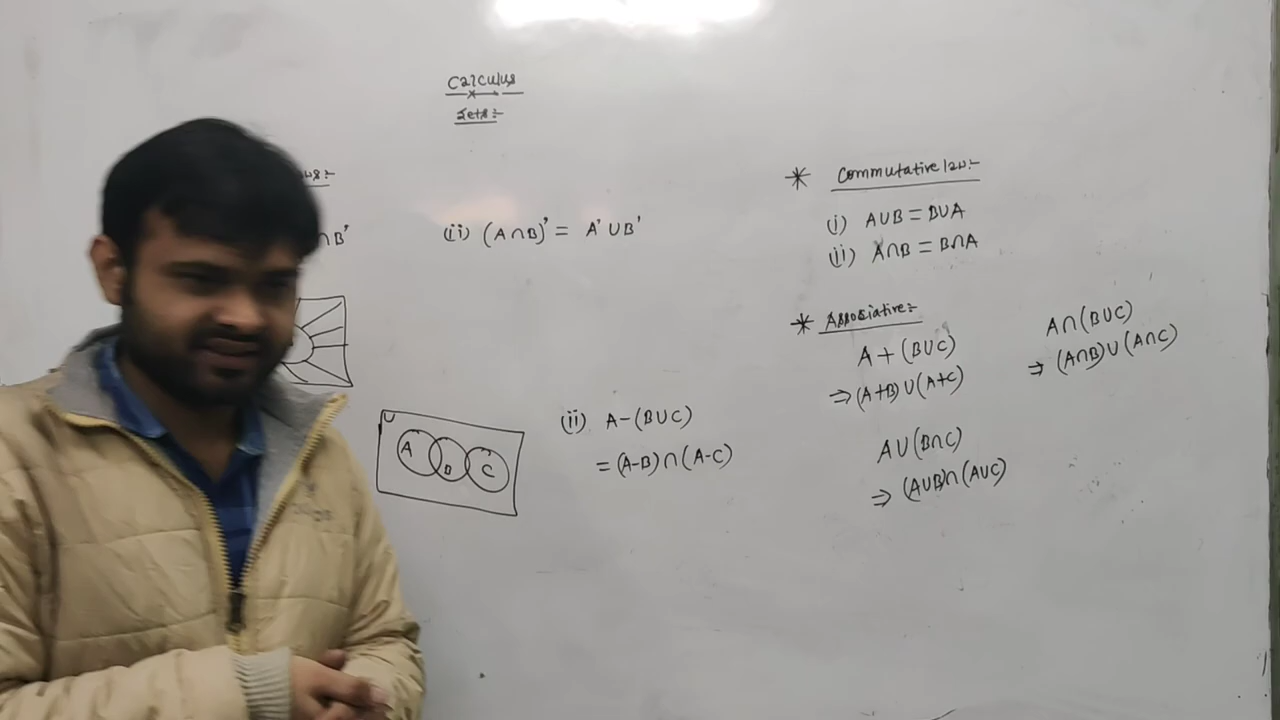 Calculus
Sets:-
(ii) (A∩B)' = A' ∪ B'
∩B'
U
A B C
(ii) A-(B∪C)
= (A-B)∩(A-C)
* Commutative law:-
(i) A∪B = B∪A
(ii) A∩B = B∩A
* Associative:-
A + (B∪C)
⇒ (A+B)∪(A+C)
A∩(B∪C)
⇒ (A∩B)∪(A∩C)
A∪(B∩C)
⇒ (A∪B)∩(A∪C)